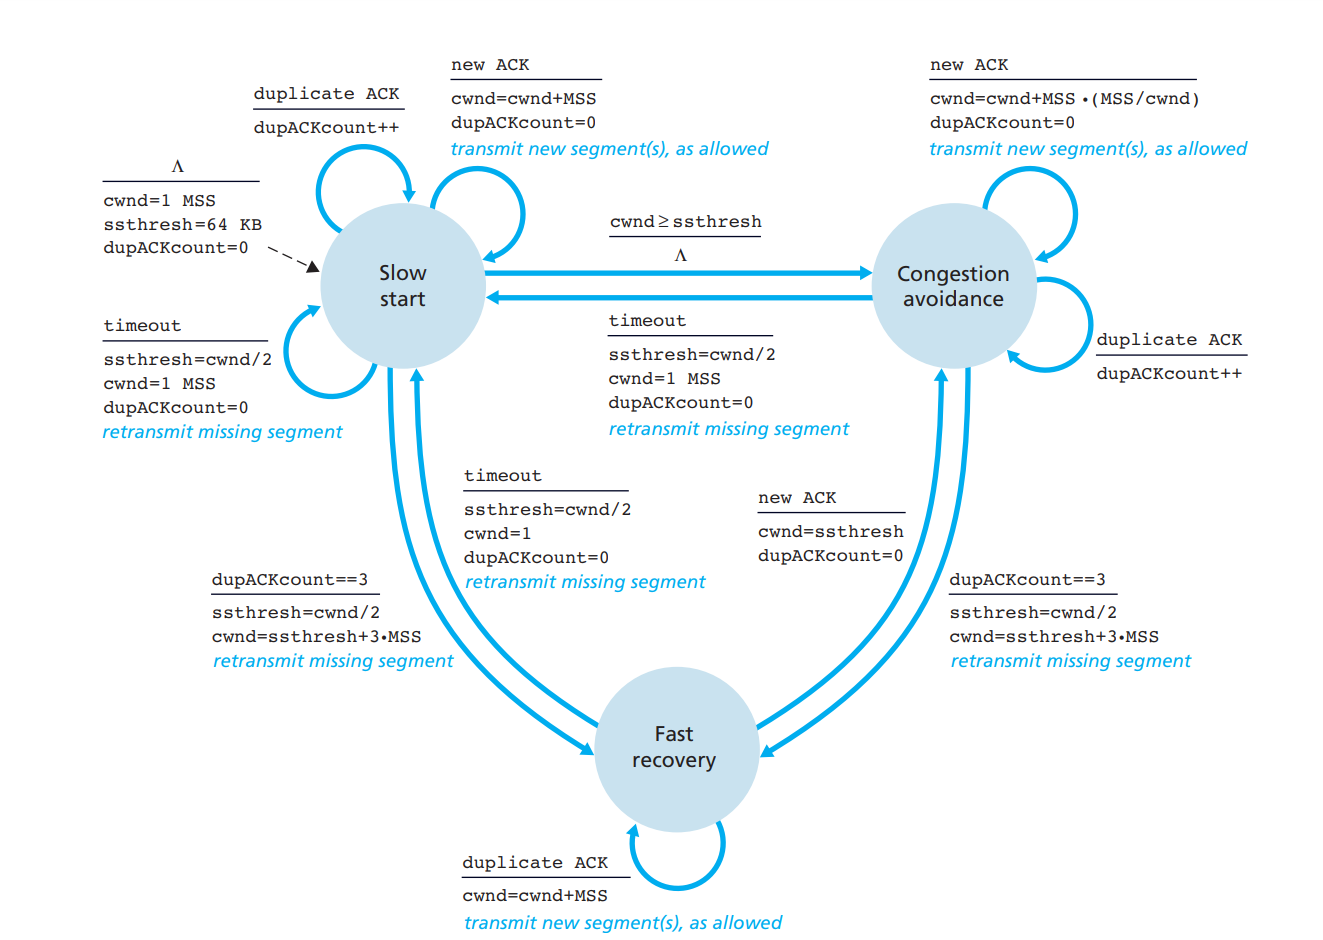 new ACK
cwnd=cwnd+MSS
dupACKcount=0
transmit new segment(s), as allowed
new ACK
cwnd=cwnd+MSS •(MSS/cwnd)
dupACKcount=0
transmit new segment(s), as allowed
duplicate ACK
dupACKcount++
Λ
cwnd=1 MSS
ssthresh=64 KB
dupACKcount=0
cwnd≥ssthresh
Λ
Slow
start
Congestion
avoidance
timeout
ssthresh=cwnd/2
cwnd=1 MSS
dupACKcount=0
retransmit missing segment
timeout
ssthresh=cwnd/2
cwnd=1 MSS
dupACKcount=0
retransmit missing segment
duplicate ACK
dupACKcount++
timeout
ssthresh=cwnd/2
cwnd=1
dupACKcount=0
retransmit missing segment
new ACK
cwnd=ssthresh
dupACKcount=0
dupACKcount==3
ssthresh=cwnd/2
cwnd=ssthresh+3•MSS
retransmit missing segment
dupACKcount==3
ssthresh=cwnd/2
cwnd=ssthresh+3•MSS
retransmit missing segment
Fast
recovery
duplicate ACK
cwnd=cwnd+MSS
transmit new segment(s), as allowed